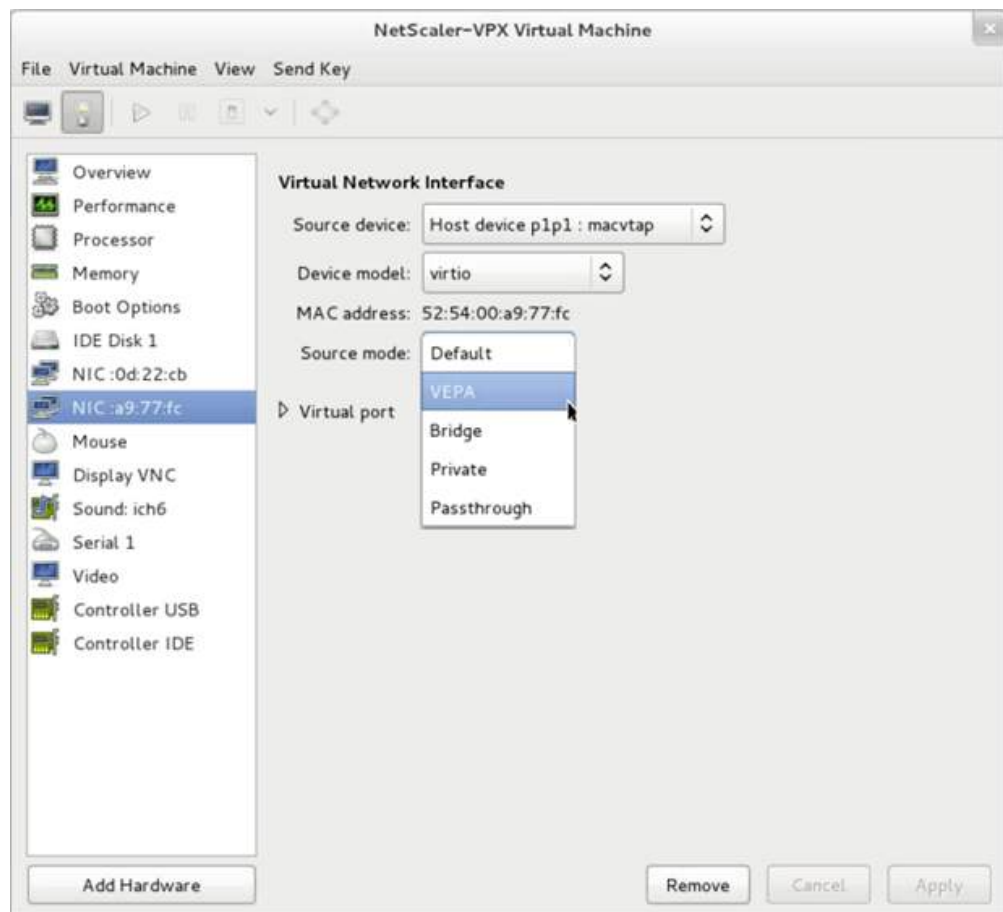 NetScaler-VPX Virtual Machine
File Virtual Machine View Send Key
Overview
Performance
Processor
Memory
Boot Options
IDE Disk 1
NIC :0d:22:cb
NIC :a9:77:fc
Mouse
Display VNC
Sound: ich6
Serial 1
Video
Controller USB
Controller IDE
Add Hardware
Virtual Network Interface
Source device: Host device p1p1 : macvtap
Device model: virtio
MAC address: 52:54:00:a9:77:fc
Source mode: Default
VEPA
Bridge
Private
Passthrough
Virtual port
Remove Cancel Apply